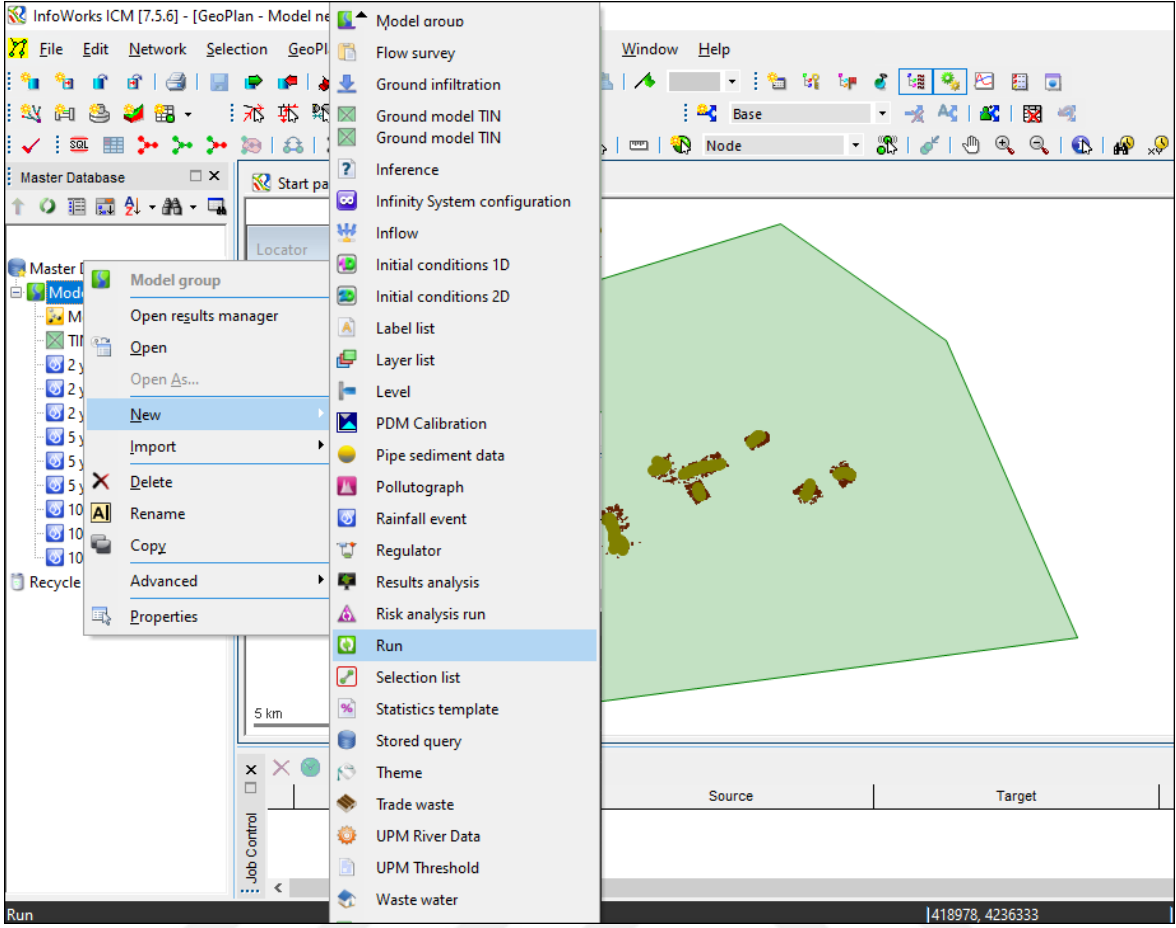 InfoWorks ICM [7.5.6] - [GeoPlan - Model ne
File Edit Network Selection GeoPl
Window Help
Base
SQL
Node
Master Database
Start pa
Locator
Master D
Mode
M
TIN
2 y
2 y
2 y
5 y
5 y
5 y
10
10
10
Recycle
Model group
Open results manager
Open
Open As...
New
Import
Delete
Rename
Copy
Advanced
Properties
Model group
Flow survey
Ground infiltration
Ground model TIN
Ground model TIN
Inference
Infinity System configuration
Inflow
Initial conditions 1D
Initial conditions 2D
Label list
Layer list
Level
PDM Calibration
Pipe sediment data
Pollutograph
Rainfall event
Regulator
Results analysis
Risk analysis run
Run
Selection list
Statistics template
Stored query
Theme
Trade waste
UPM River Data
UPM Threshold
Waste water
5 km
Source Target
Job Control
Run
418978, 4236333